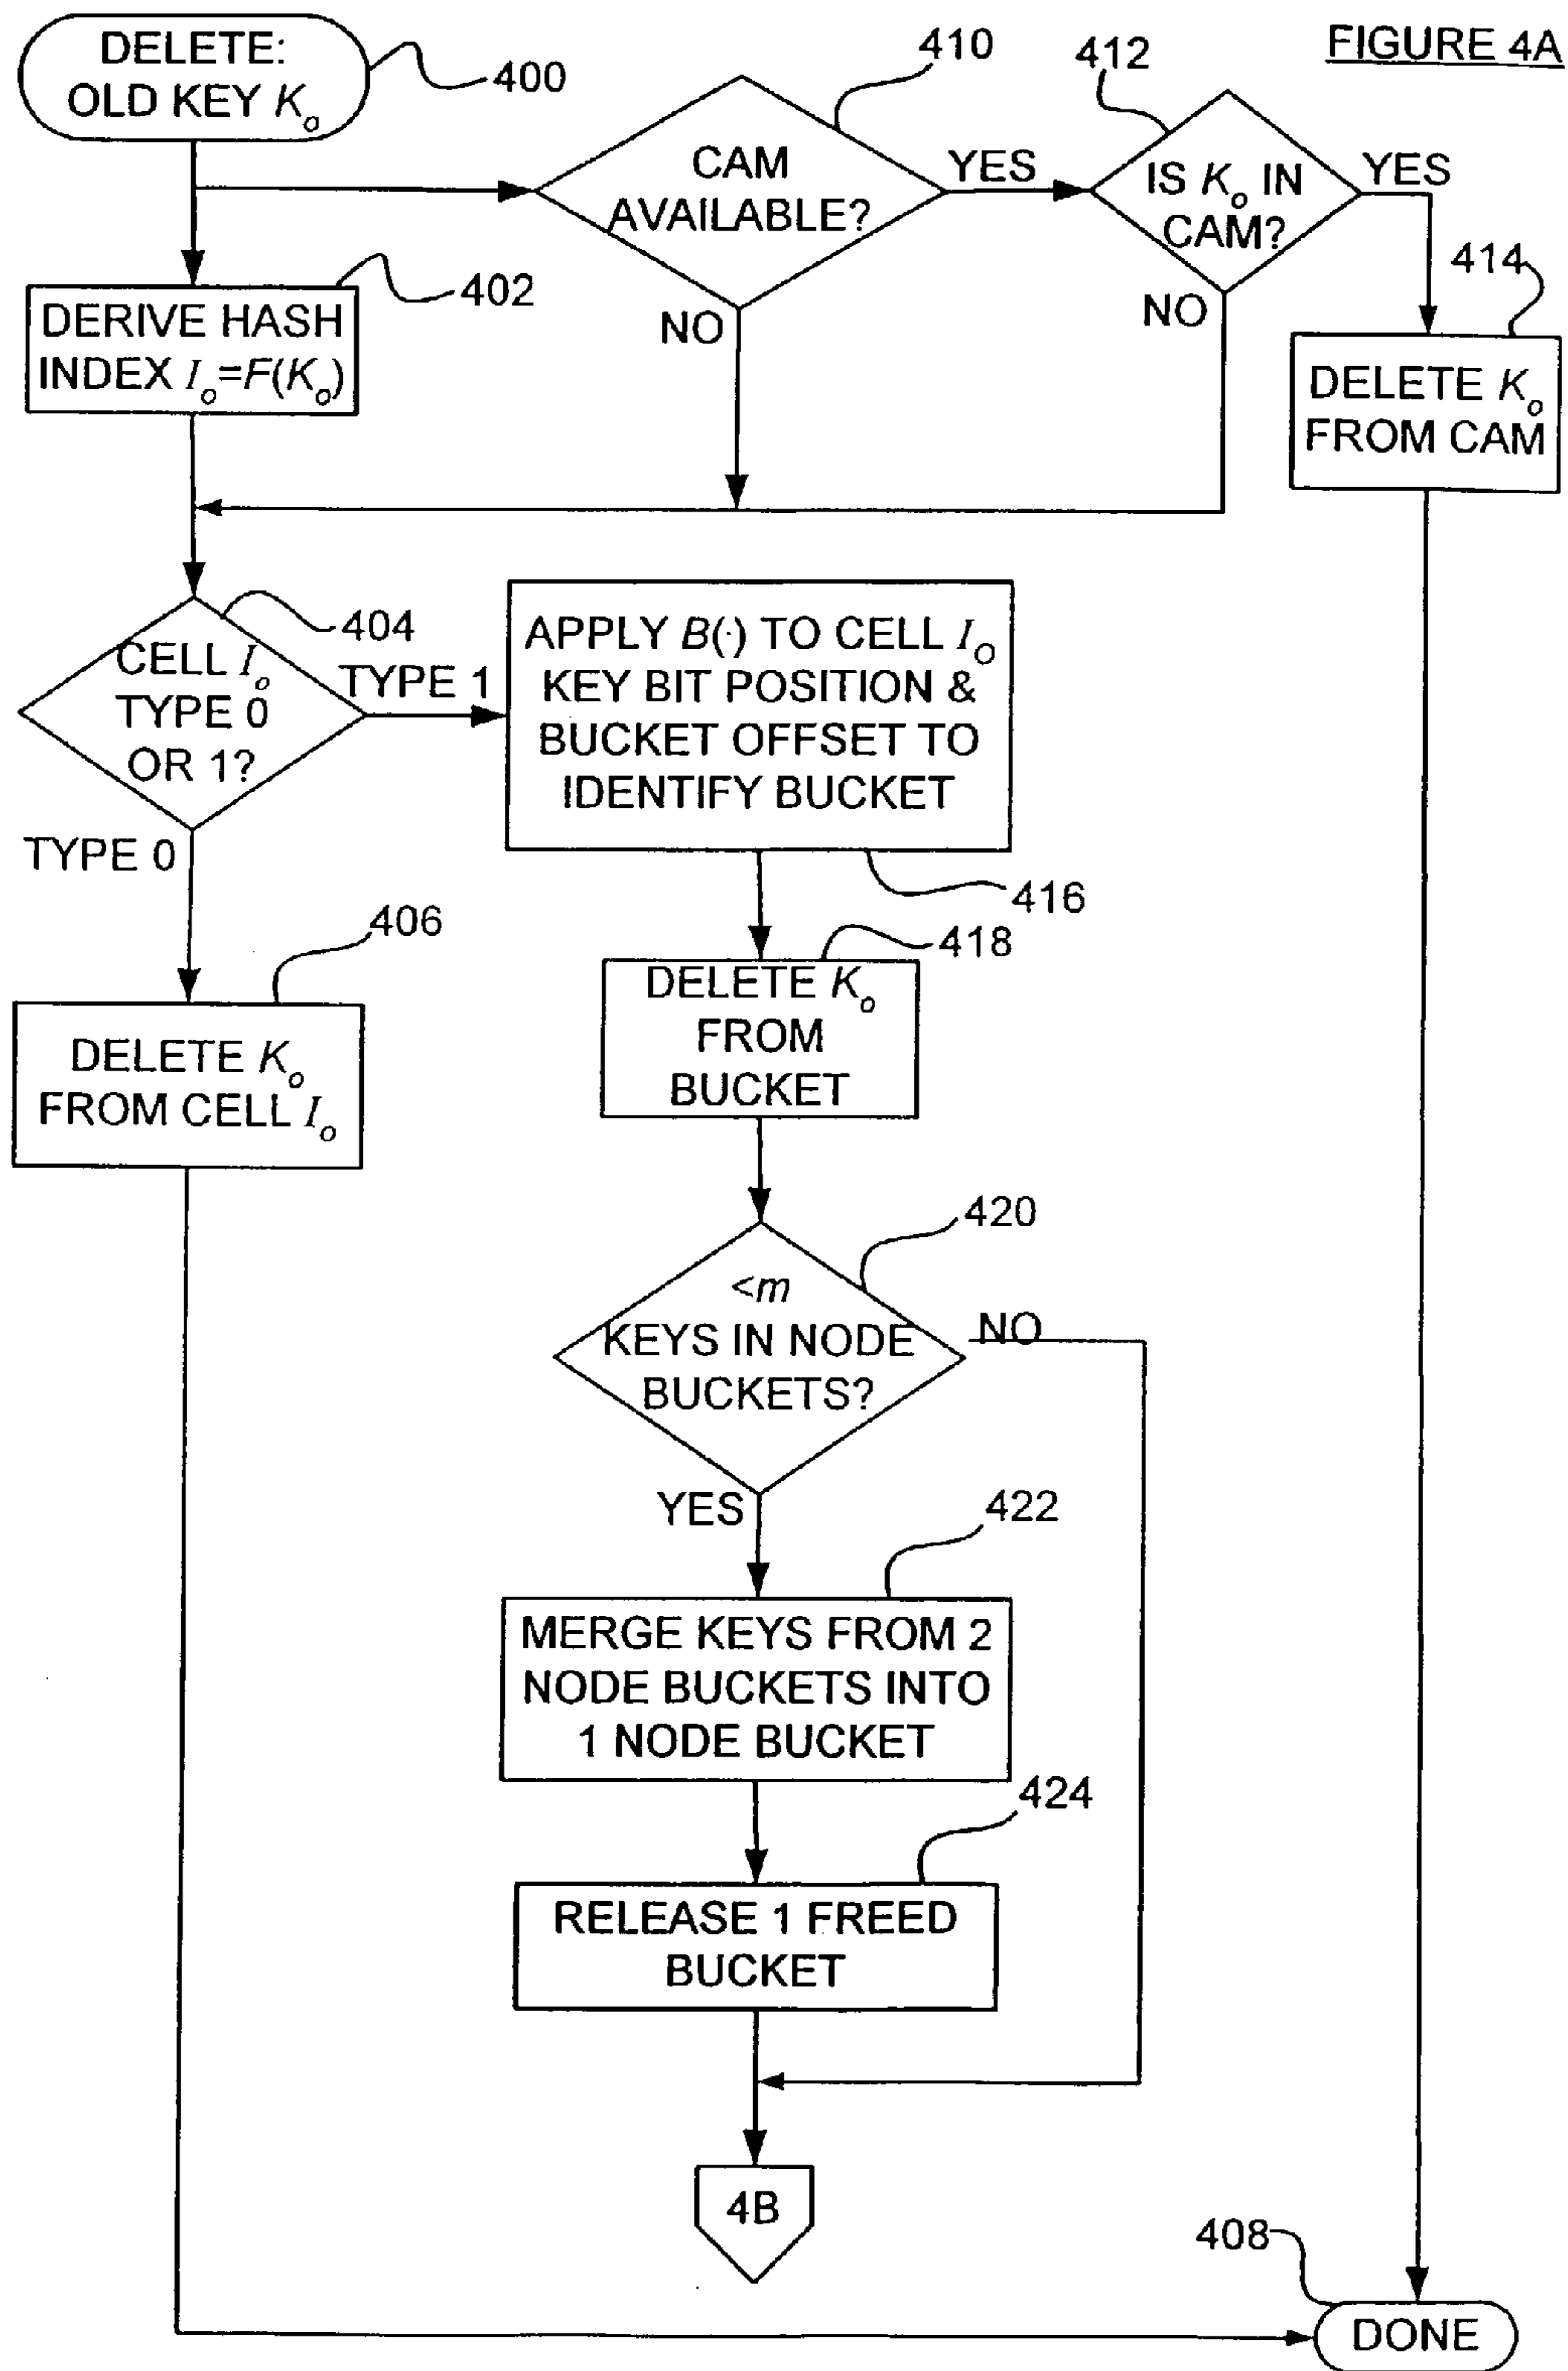 FIGURE 4A
DELETE:
OLD KEY Ko
400
410
CAM
AVAILABLE?
YES
NO
412
IS Ko IN
CAM?
YES
NO
414
DELETE Ko
FROM CAM
402
DERIVE HASH
INDEX Io=F(Ko)
404
CELL Io
TYPE 0
OR 1?
TYPE 1
TYPE 0
APPLY B(·) TO CELL Io
KEY BIT POSITION &
BUCKET OFFSET TO
IDENTIFY BUCKET
416
406
DELETE Ko
FROM CELL Io
418
DELETE Ko
FROM
BUCKET
420
<m
KEYS IN NODE
BUCKETS?
NO
YES
422
MERGE KEYS FROM 2
NODE BUCKETS INTO
1 NODE BUCKET
424
RELEASE 1 FREED
BUCKET
4B
408
DONE